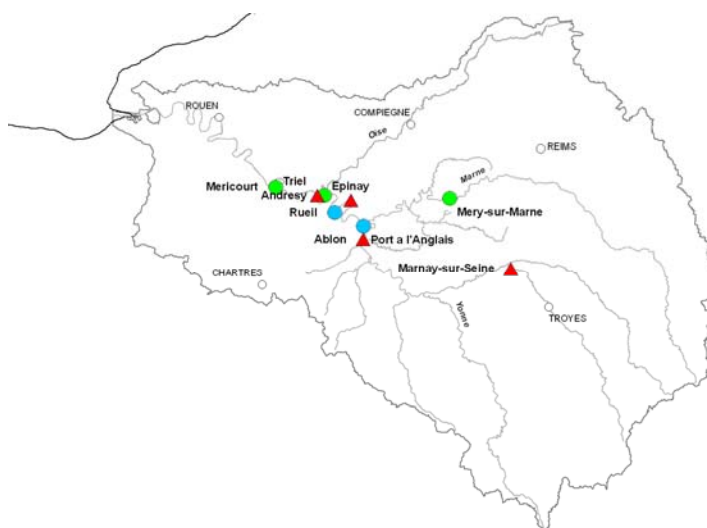 ROUEN
COMPIEGNE
Oise
REIMS
Marne
Triel
Mericourt
Epinay
Andresy
Rueil
Mery-sur-Marne
Ablon
Port a l'Anglais
Marnay-sur-Seine
CHARTRES
Yonne
TROYES